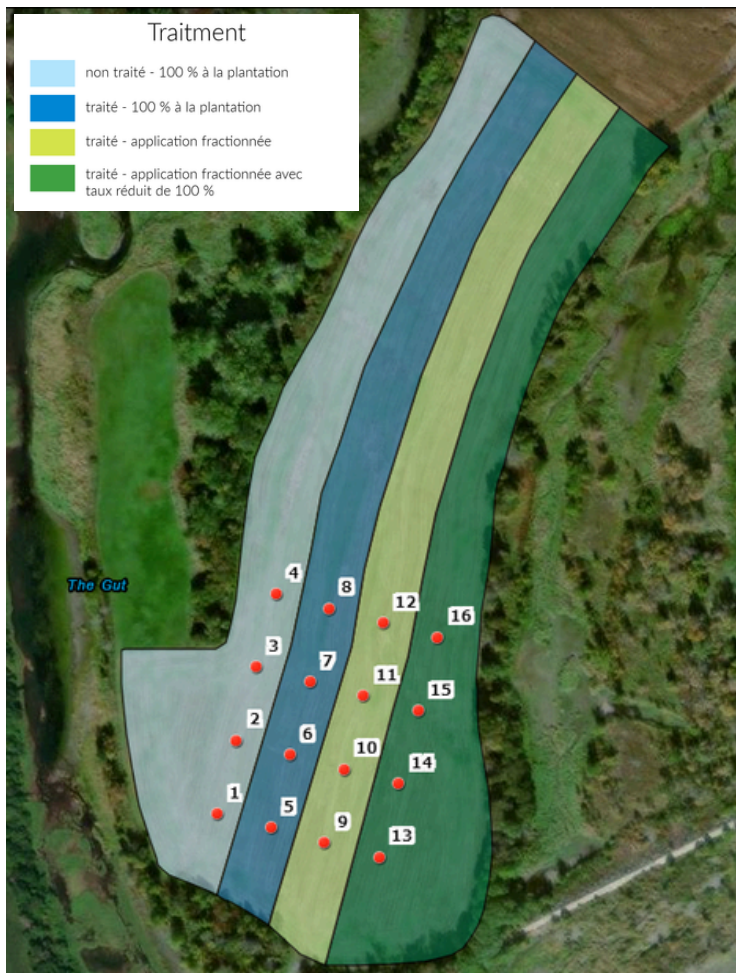 Traitment
non traité - 100 % à la plantation
traité - 100 % à la plantation
traité - application fractionnée
traité - application fractionnée avec
taux réduit de 100 %
4
8
The Gut
12
16
3
7
11
15
2
6
10
14
1
5
9
13